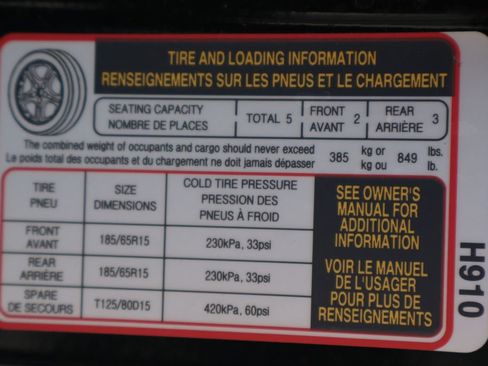 TIRE AND LOADING INFORMATION
RENSEIGNEMENTS SUR LES PNEUS ET LE CHARGEMENT
SEATING CAPACITY
NOMBRE DE PLACES
TOTAL 5
FRONT
AVANT 2
REAR
ARRIÈRE 3
The combined weight of occupants and cargo should never exceed
Le poids total des occupants et du chargement ne doit jamais dépasser
385 kg or
kg ou
849 lbs.
lb.
TIRE
PNEU
SIZE
DIMENSIONS
COLD TIRE PRESSURE
PRESSION DES
PNEUS À FROID
FRONT
AVANT
185/65R15
230kPa, 33psi
REAR
ARRIÈRE
185/65R15
230kPa, 33psi
SPARE
DE SECOURS
T125/80D15
420kPa, 60psi
SEE OWNER'S
MANUAL FOR
ADDITIONAL
INFORMATION
VOIR LE MANUEL
DE L'USAGER
POUR PLUS DE
RENSEIGNEMENTS
H910